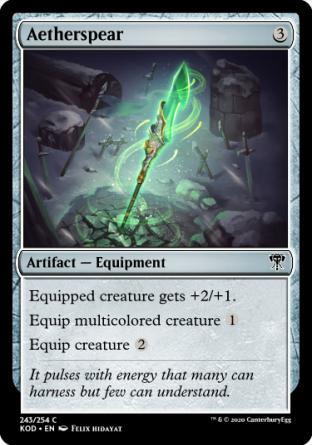 Aetherspear 3
Artifact — Equipment
Equipped creature gets +2/+1.
Equip multicolored creature 1
Equip creature 2
It pulses with energy that many can
harness but few can understand.
243/254 C
KOD • EN Felix hidayat
™ & © 2020 CanterburyEgg